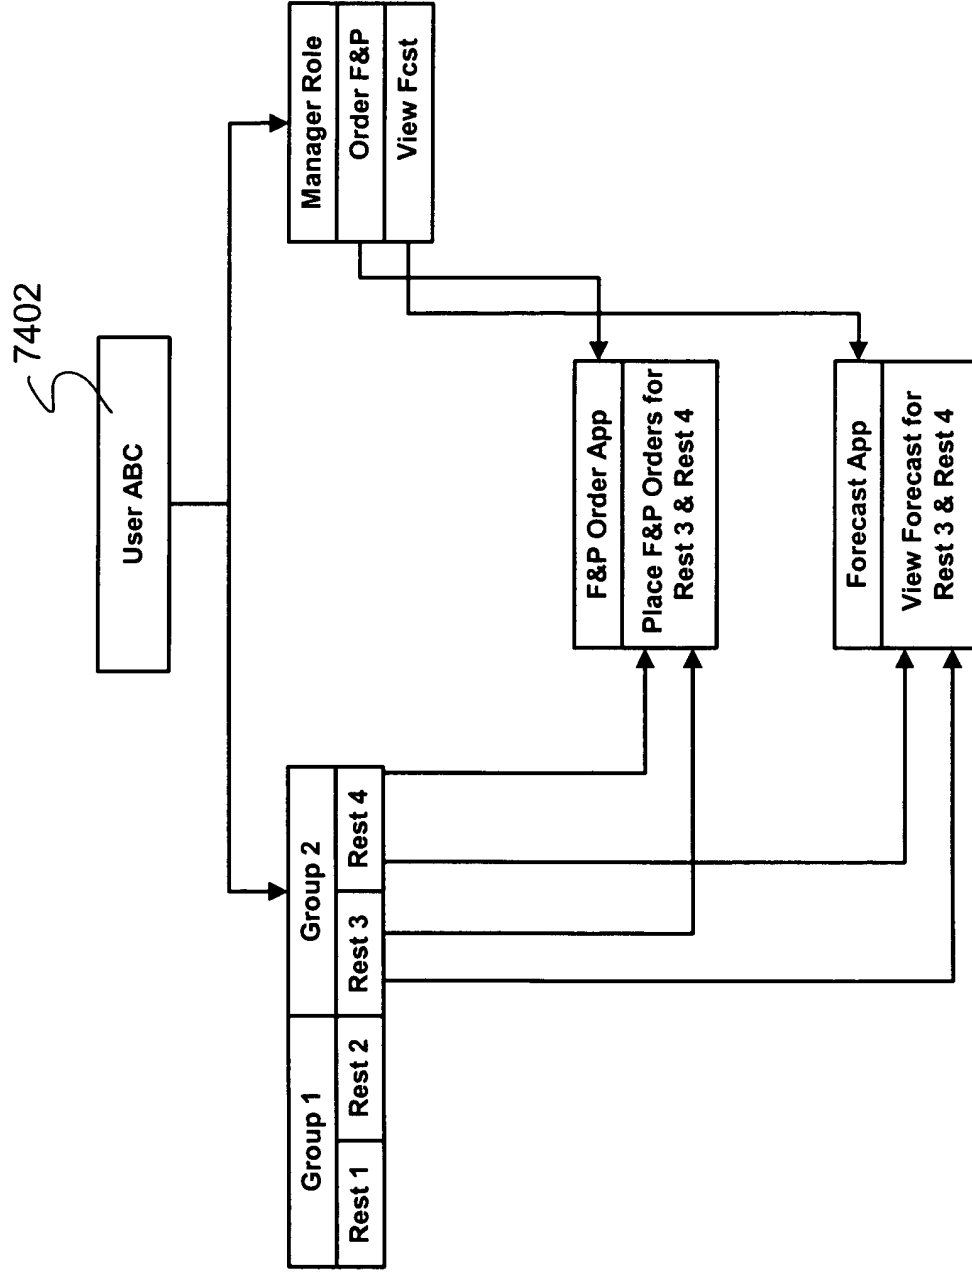 7402
User ABC
Group 1
Group 2
Rest 1
Rest 2
Rest 3
Rest 4
Manager Role
Order F&P
View Fcst
F&P Order App
Place F&P Orders for
Rest 3 & Rest 4
Forecast App
View Forecast for
Rest 3 & Rest 4